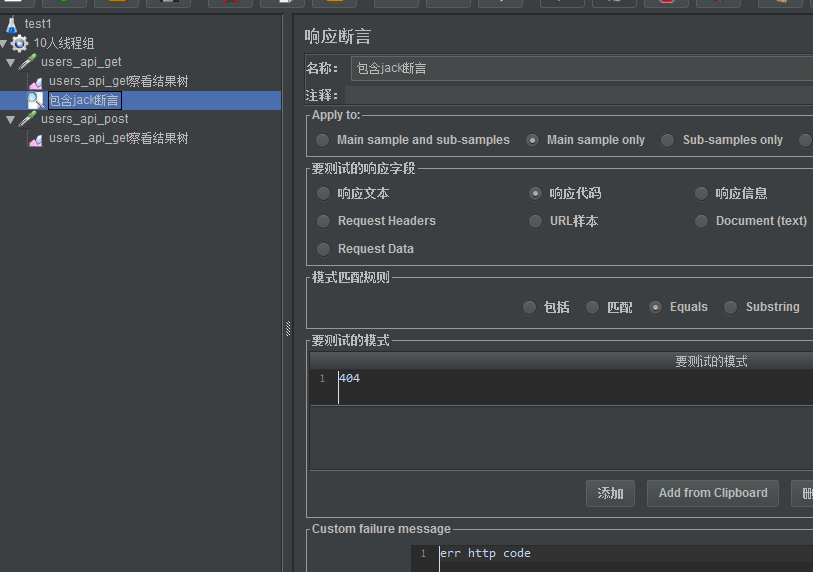 test1
10人线程组
users_api_get
users_api_get察看结果树
包含jack断言
users_api_post
users_api_get察看结果树
响应断言
名称： 包含jack断言
注释：
Apply to:
Main sample and sub-samples Main sample only Sub-samples only
要测试的响应字段
响应文本 响应代码 响应信息
Request Headers URL样本 Document (text)
Request Data
模式匹配规则
包括 匹配 Equals Substring
要测试的模式
要测试的模式
1 404
添加 Add from Clipboard
Custom failure message
1 err http code